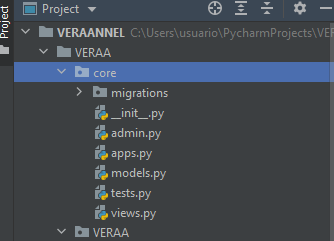 Project
Project
VERAANNEL C:\Users\usuario\PycharmProjects\VER
VERAA
core
migrations
__init__.py
admin.py
apps.py
models.py
tests.py
views.py
VERAA